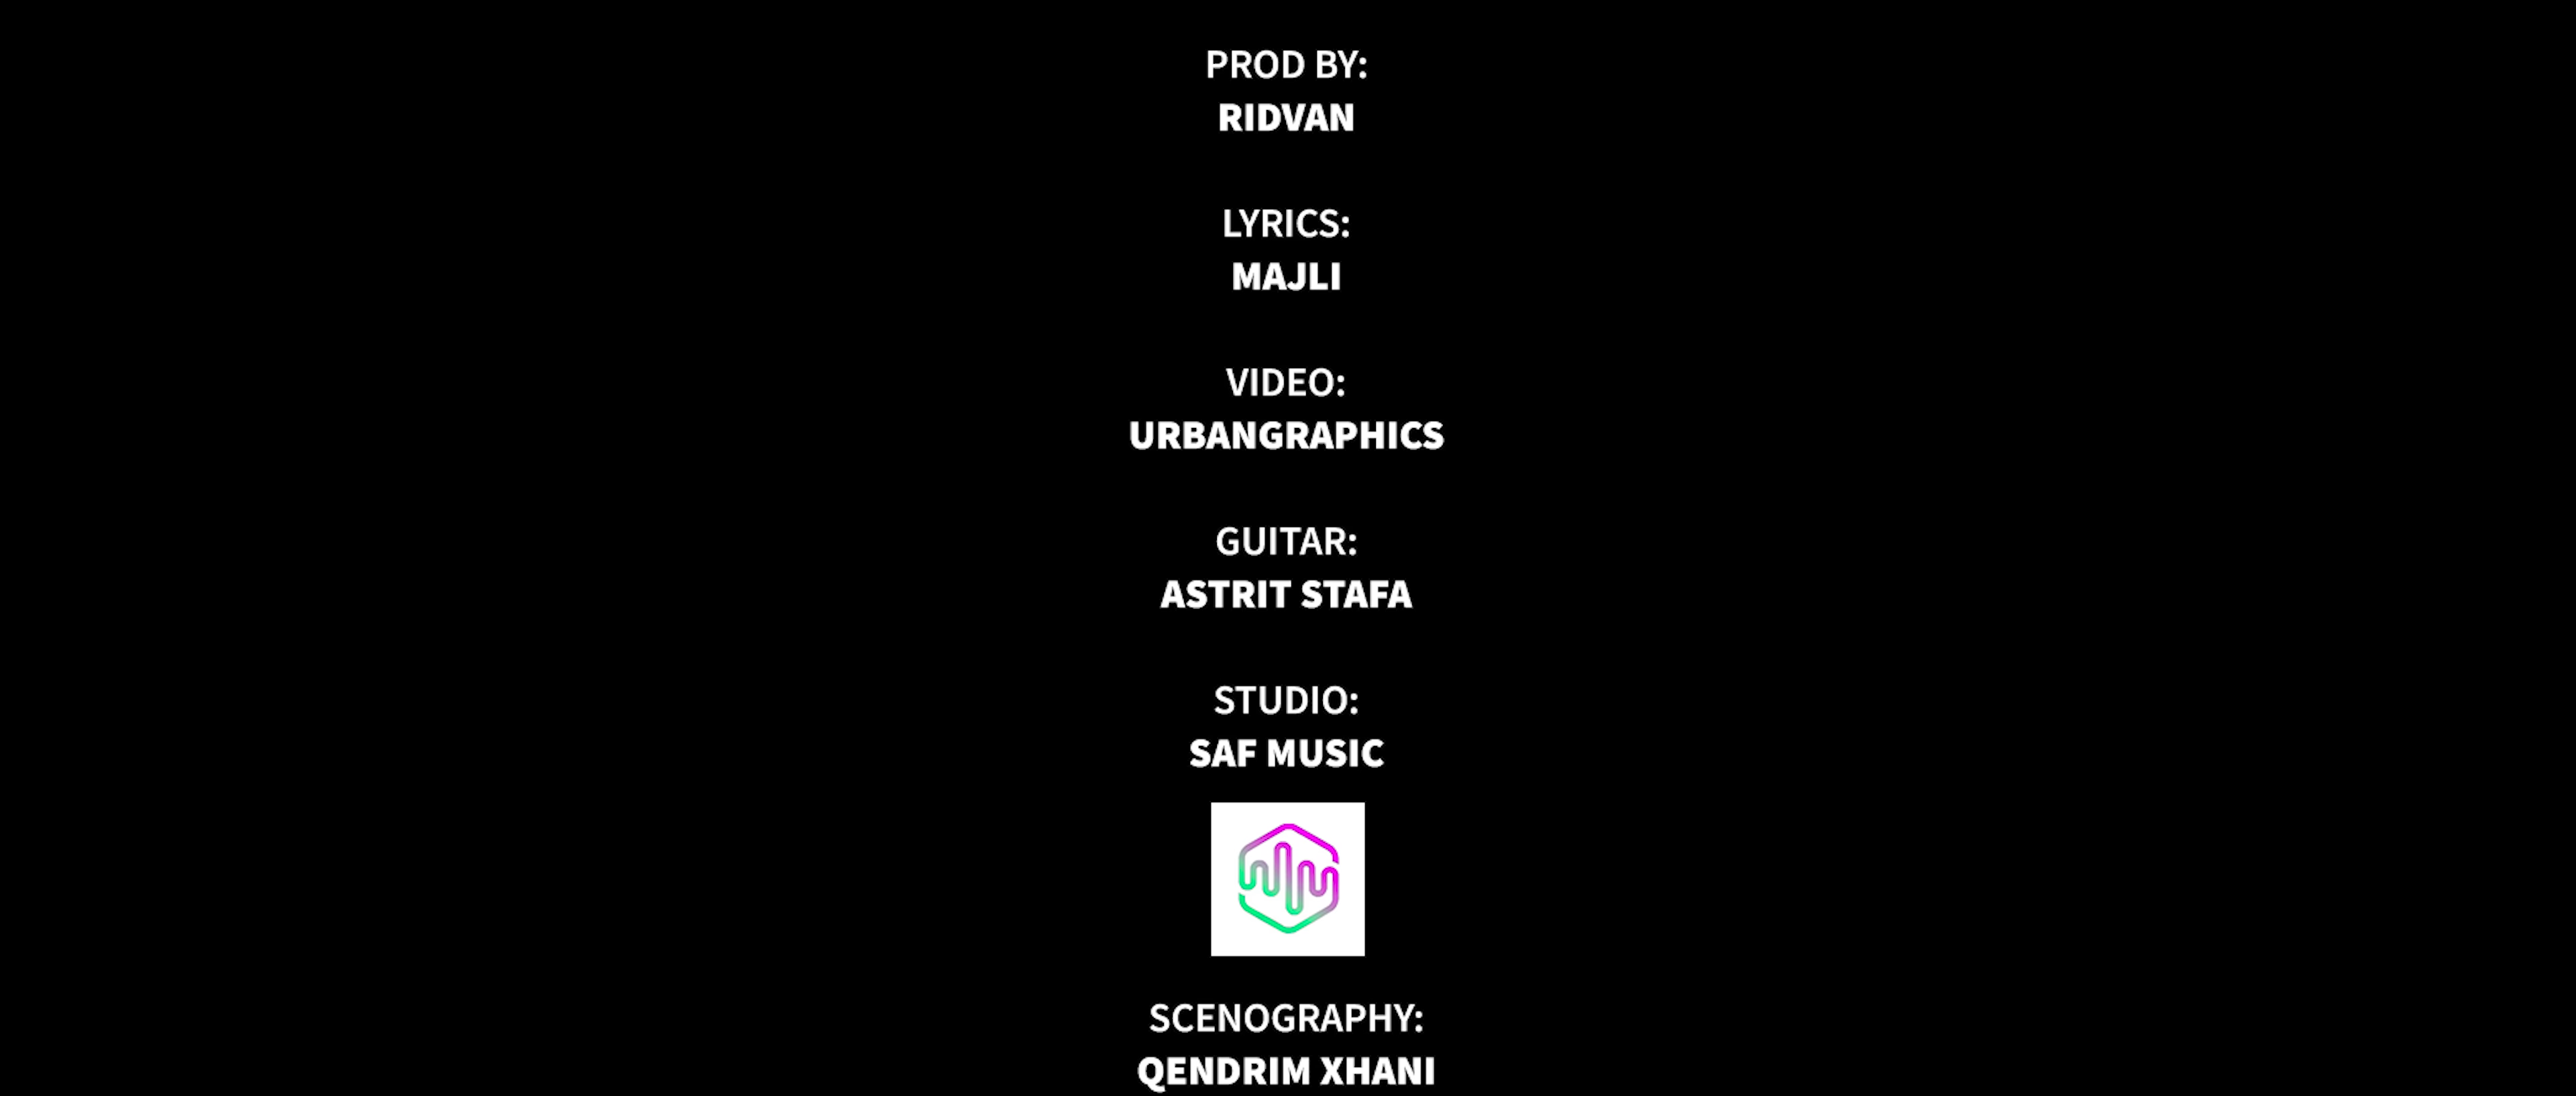 PROD BY:
RIDVAN
LYRICS:
MAJLI
VIDEO:
URBANGRAPHICS
GUITAR:
ASTRIT STAFA
STUDIO:
SAF MUSIC
SCENOGRAPHY:
QENDRIM XHANI